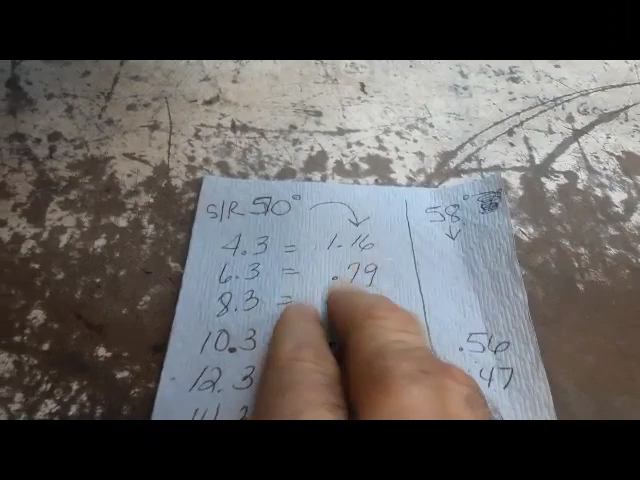 S/R 50° 58°
4.3 = 1.16
6.3 = .79
8.3 =
10.3 .56
12.3 .47